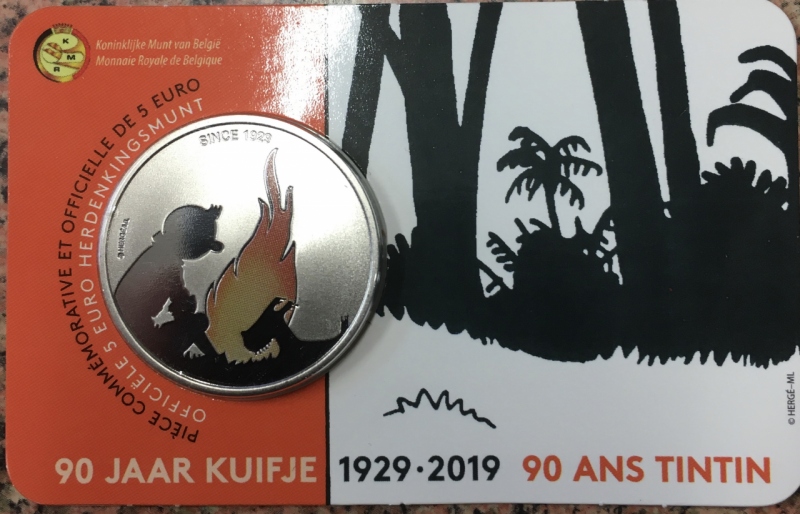 KMR
Koninklijke Munt van België
Monnaie Royale de Belgique
PIÈCE COMMÉMORATIVE ET OFFICIELLE DE 5 EURO
OFFICIËLE 5 EURO HERDENKINGSMUNT
SINCE 1929
90 JAAR KUIFJE 1929·2019 90 ANS TINTIN
© HERGÉ-ML